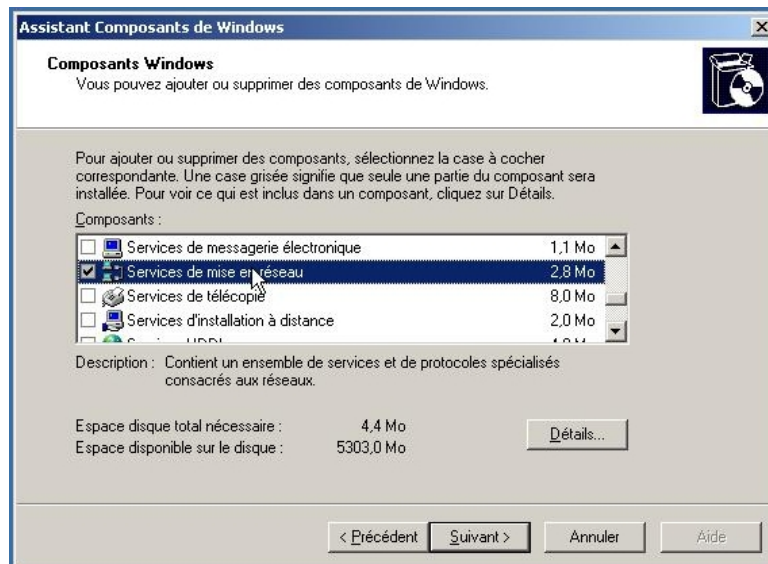 Assistant Composants de Windows
Composants Windows
Vous pouvez ajouter ou supprimer des composants de Windows.
Pour ajouter ou supprimer des composants, sélectionnez la case à cocher
correspondante. Une case grisée signifie que seule une partie du composant sera
installée. Pour voir ce qui est inclus dans un composant, cliquez sur Détails.
Composants :
Services de messagerie électronique 1,1 Mo
Services de mise en réseau 2,8 Mo
Services de télécopie 8,0 Mo
Services d'installation à distance 2,0 Mo
Description : Contient un ensemble de services et de protocoles spécialisés
consacrés aux réseaux.
Espace disque total nécessaire : 4,4 Mo
Espace disponible sur le disque : 5303,0 Mo
Détails...
< Précédent Suivant > Annuler Aide